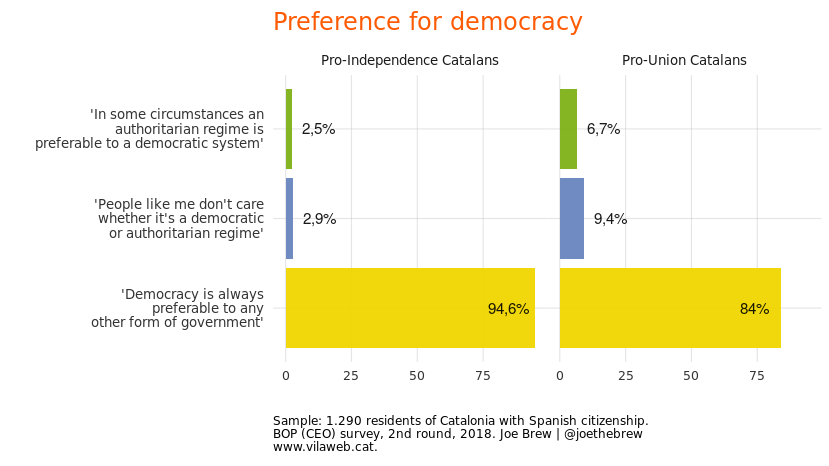 Preference for democracy
Pro-Independence Catalans
Pro-Union Catalans
'In some circumstances an
authoritarian regime is
preferable to a democratic system'
2,5%
6,7%
'People like me don't care
whether it's a democratic
or authoritarian regime'
2,9%
9,4%
'Democracy is always
preferable to any
other form of government'
94,6%
84%
0 25 50 75
0 25 50 75
Sample: 1.290 residents of Catalonia with Spanish citizenship.
BOP (CEO) survey, 2nd round, 2018. Joe Brew | @joethebrew
www.vilaweb.cat.